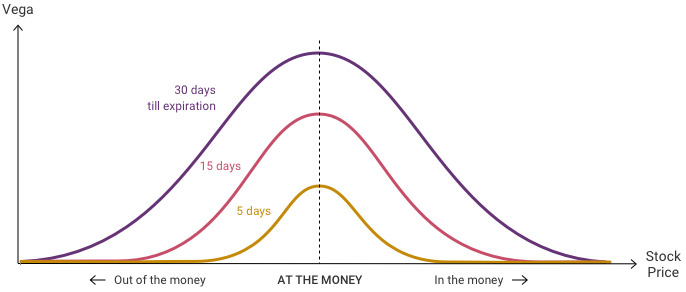 Vega
30 days
till expiration
15 days
5 days
Out of the money
AT THE MONEY
In the money
Stock
Price